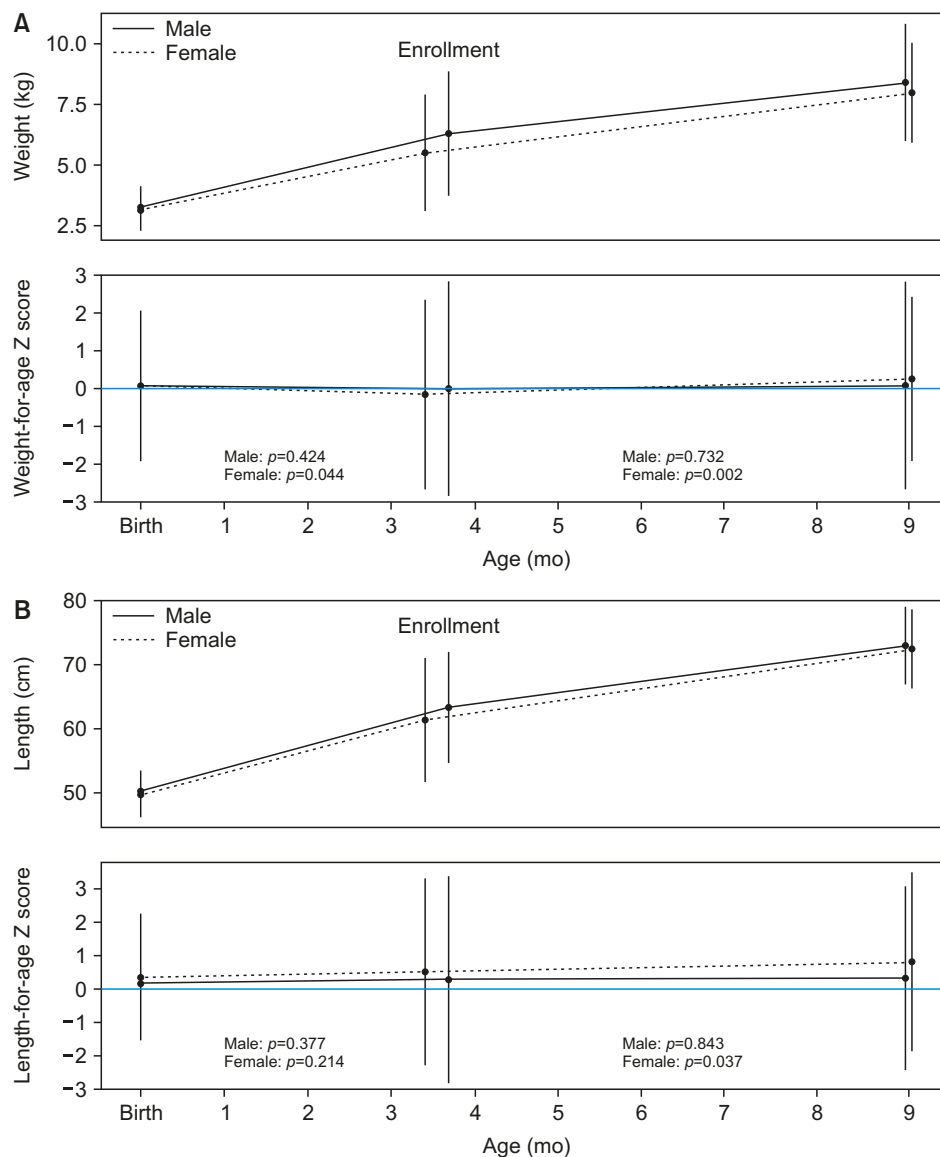 A
Male
Female
Enrollment
Weight (kg)
10.0
7.5
5.0
2.5
Weight-for-age Z score
3
2
1
0
−1
−2
−3
Male: p=0.424
Female: p=0.044
Male: p=0.732
Female: p=0.002
Birth 1 2 3 4 5 6 7 8 9
Age (mo)
B
Male
Female
Enrollment
Length (cm)
80
70
60
50
Length-for-age Z score
3
2
1
0
−1
−2
−3
Male: p=0.377
Female: p=0.214
Male: p=0.843
Female: p=0.037
Birth 1 2 3 4 5 6 7 8 9
Age (mo)